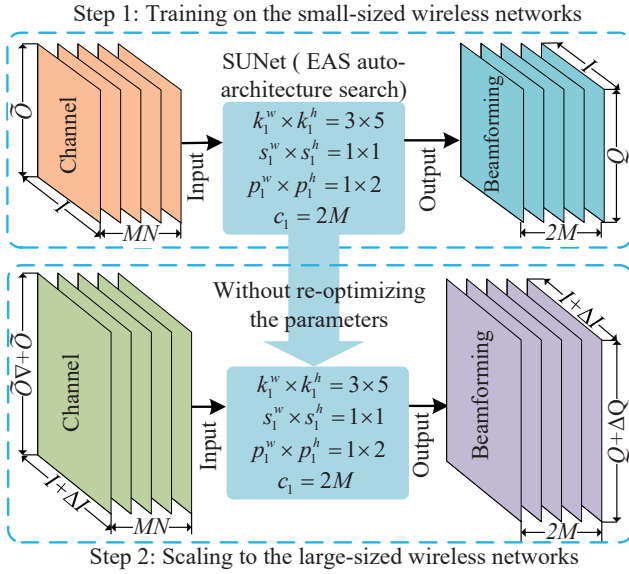 Step 1: Training on the small-sized wireless networks
Q̃
I
Channel
MN
Input
SUNet ( EAS auto-
architecture search)
k₁ʷ × k₁ʰ = 3 × 5
s₁ʷ × s₁ʰ = 1 × 1
p₁ʷ × p₁ʰ = 1 × 2
c₁ = 2M
Output
Beamforming
I
Q
2M
Without re-optimizing
the parameters
Q̃+ΔQ̃
I+ΔI
Channel
MN
Input
k₁ʷ × k₁ʰ = 3 × 5
s₁ʷ × s₁ʰ = 1 × 1
p₁ʷ × p₁ʰ = 1 × 2
c₁ = 2M
Output
Beamforming
I+ΔI
Q+ΔQ
2M
Step 2: Scaling to the large-sized wireless networks